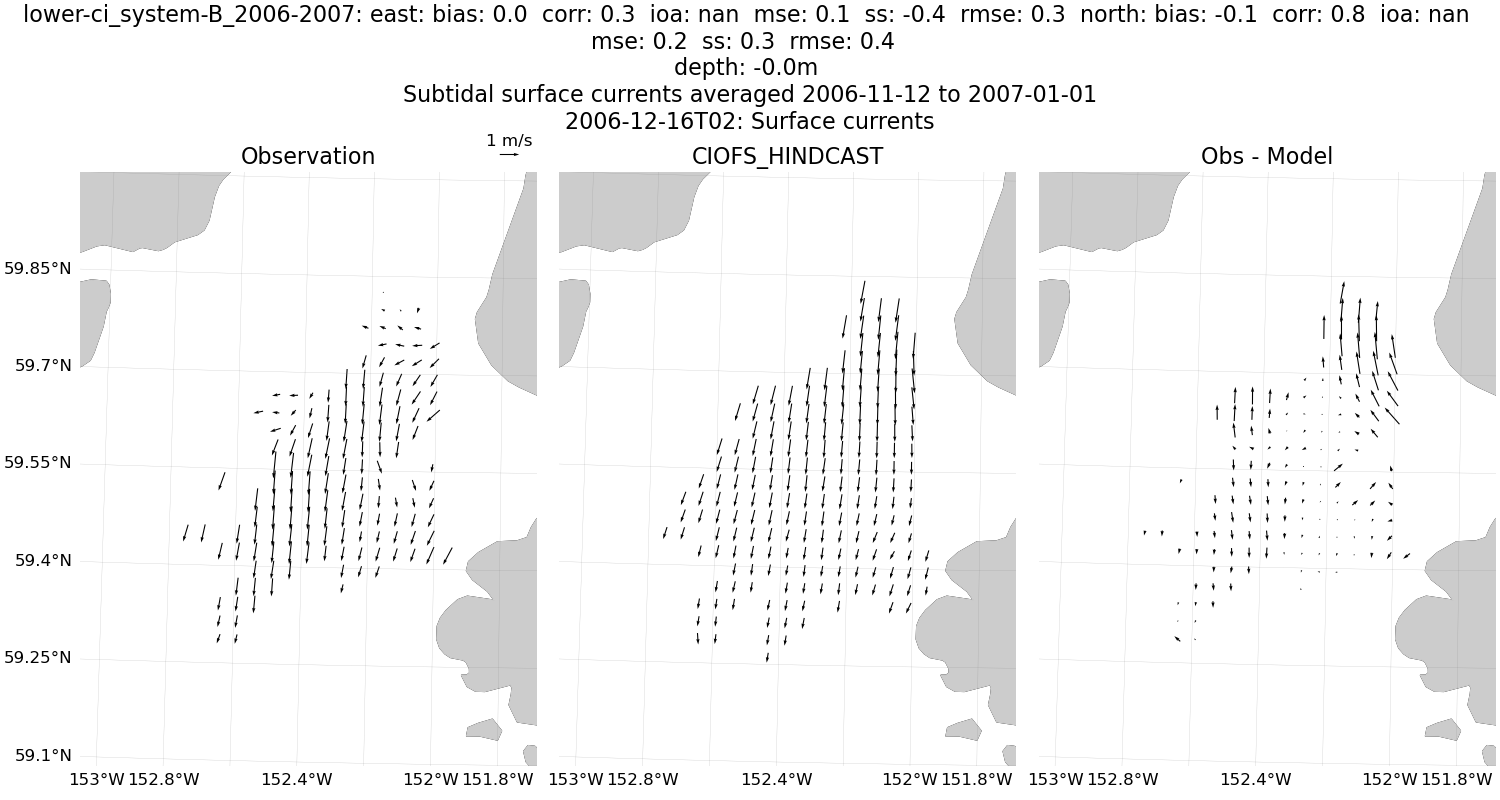 lower-ci_system-B_2006-2007: east: bias: 0.0  corr: 0.3  ioa: nan  mse: 0.1  ss: -0.4  rmse: 0.3  north: bias: -0.1  corr: 0.8  ioa: nan
mse: 0.2  ss: 0.3  rmse: 0.4
depth: -0.0m
Subtidal surface currents averaged 2006-11-12 to 2007-01-01
2006-12-16T02: Surface currents
1 m/s
Observation
CIOFS_HINDCAST
Obs - Model
59.85°N
59.7°N
59.55°N
59.4°N
59.25°N
59.1°N
153°W 152.8°W 152.4°W 152°W 151.8°W
153°W 152.8°W 152.4°W 152°W 151.8°W
153°W 152.8°W 152.4°W 152°W 151.8°W